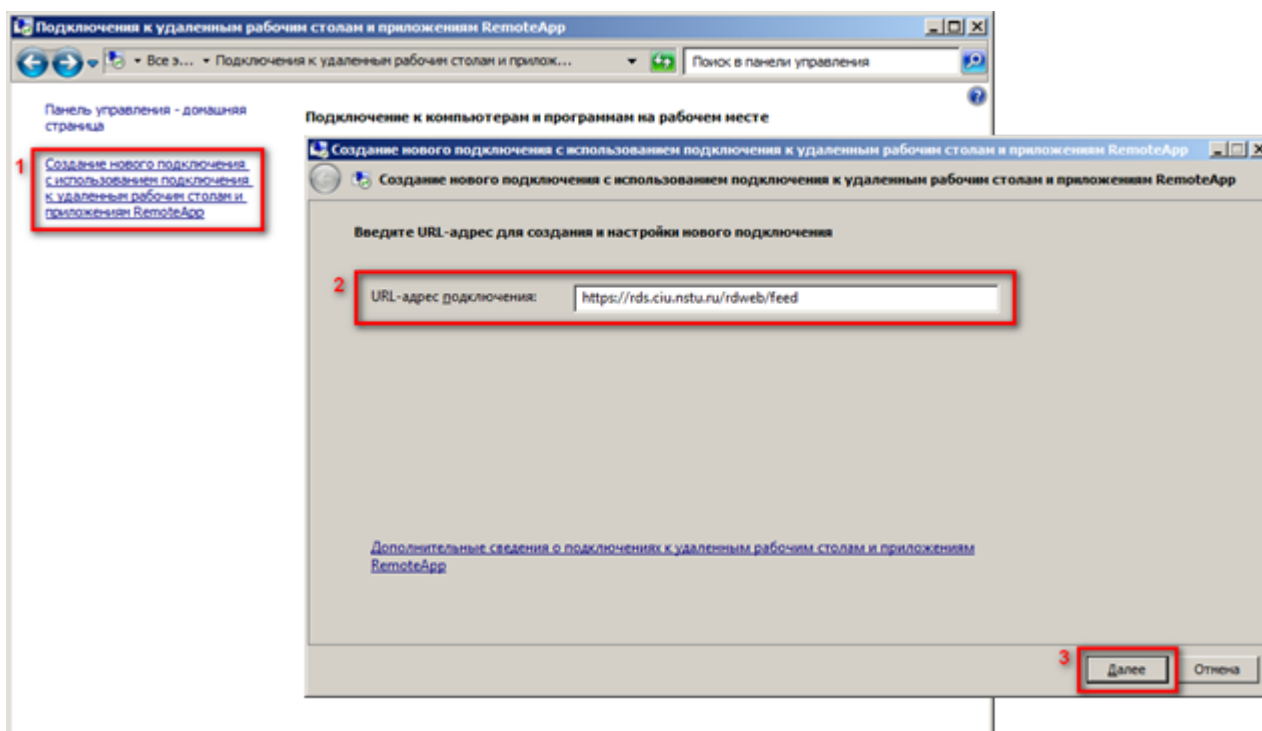 Подключения к удаленным рабочим столам и приложениям RemoteApp
Все э... Подключения к удаленным рабочим столам и прилож...
Поиск в панели управления
Панель управления - домашняя
страница
Подключение к компьютерам и программам на рабочем месте
1
Создание нового подключения
с использованием подключения
к удаленным рабочим столам и
приложениям RemoteApp
Создание нового подключения с использованием подключения к удаленным рабочим столам и приложениям RemoteApp
Создание нового подключения с использованием подключения к удаленным рабочим столам и приложениям RemoteApp
Введите URL-адрес для создания и настройки нового подключения
2
URL-адрес подключения: https://rds.ciu.nstu.ru/rdweb/feed
Дополнительные сведения о подключениях к удаленным рабочим столам и приложениям
RemoteApp
3
Далее Отмена